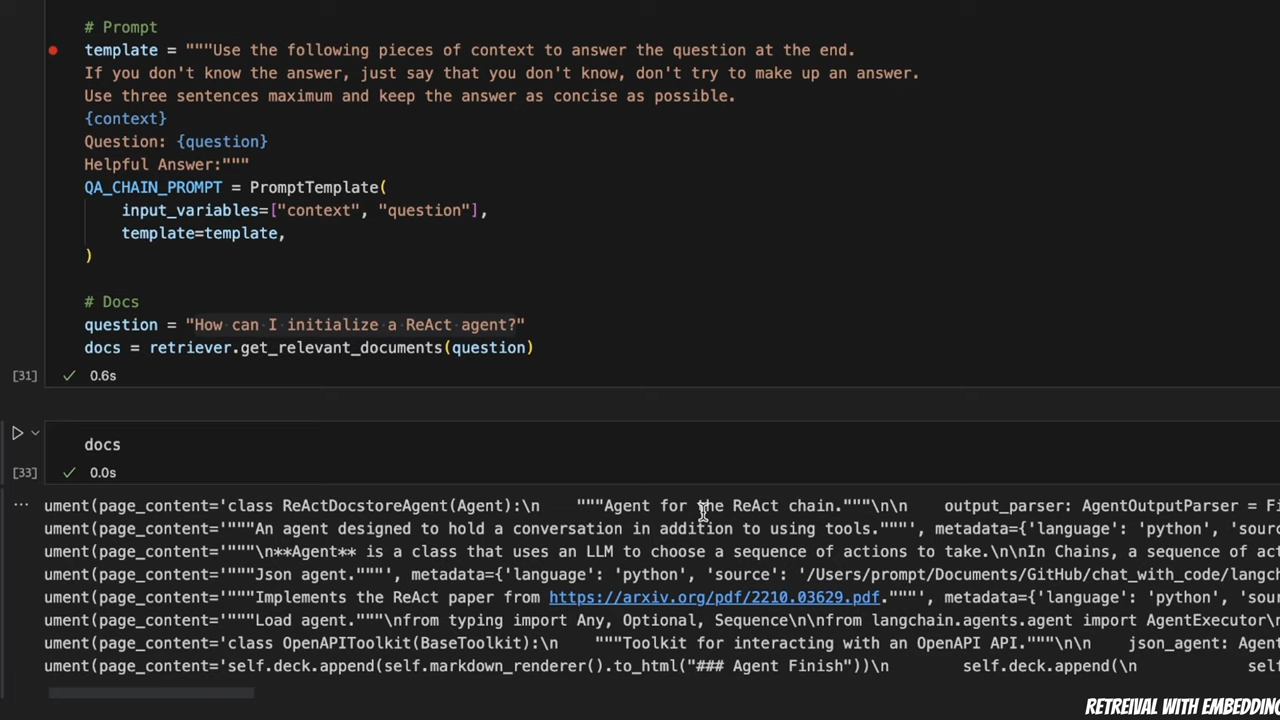 # Prompt
template = """Use the following pieces of context to answer the question at the end.
If you don't know the answer, just say that you don't know, don't try to make up an answer.
Use three sentences maximum and keep the answer as concise as possible.
{context}
Question: {question}
Helpful Answer:"""
QA_CHAIN_PROMPT = PromptTemplate(
    input_variables=["context", "question"],
    template=template,
)
# Docs
question = "How can I initialize a ReAct agent?"
docs = retriever.get_relevant_documents(question)
[31] 0.6s
docs
[33] 0.0s
ument(page_content='class ReActDocstoreAgent(Agent):\n    """Agent for the ReAct chain."""\n\n    output_parser: AgentOutputParser = Fi
ument(page_content='"""An agent designed to hold a conversation in addition to using tools."""', metadata={'language': 'python', 'sourc
ument(page_content='"""\n**Agent** is a class that uses an LLM to choose a sequence of actions to take.\n\nIn Chains, a sequence of act
ument(page_content='"""Json agent."""', metadata={'language': 'python', 'source': '/Users/prompt/Documents/GitHub/chat_with_code/langch
ument(page_content='"""Implements the ReAct paper from https://arxiv.org/pdf/2210.03629.pdf."""', metadata={'language': 'python', 'sour
ument(page_content='"""Load agent."""\nfrom typing import Any, Optional, Sequence\n\nfrom langchain.agents.agent import AgentExecutor\n
ument(page_content='class OpenAPIToolkit(BaseToolkit):\n    """Toolkit for interacting with an OpenAPI API."""\n\n    json_agent: Agent
ument(page_content='self.deck.append(self.markdown_renderer().to_html("### Agent Finish"))\n        self.deck.append(\n            self
RETREIVAL WITH EMBEDDING